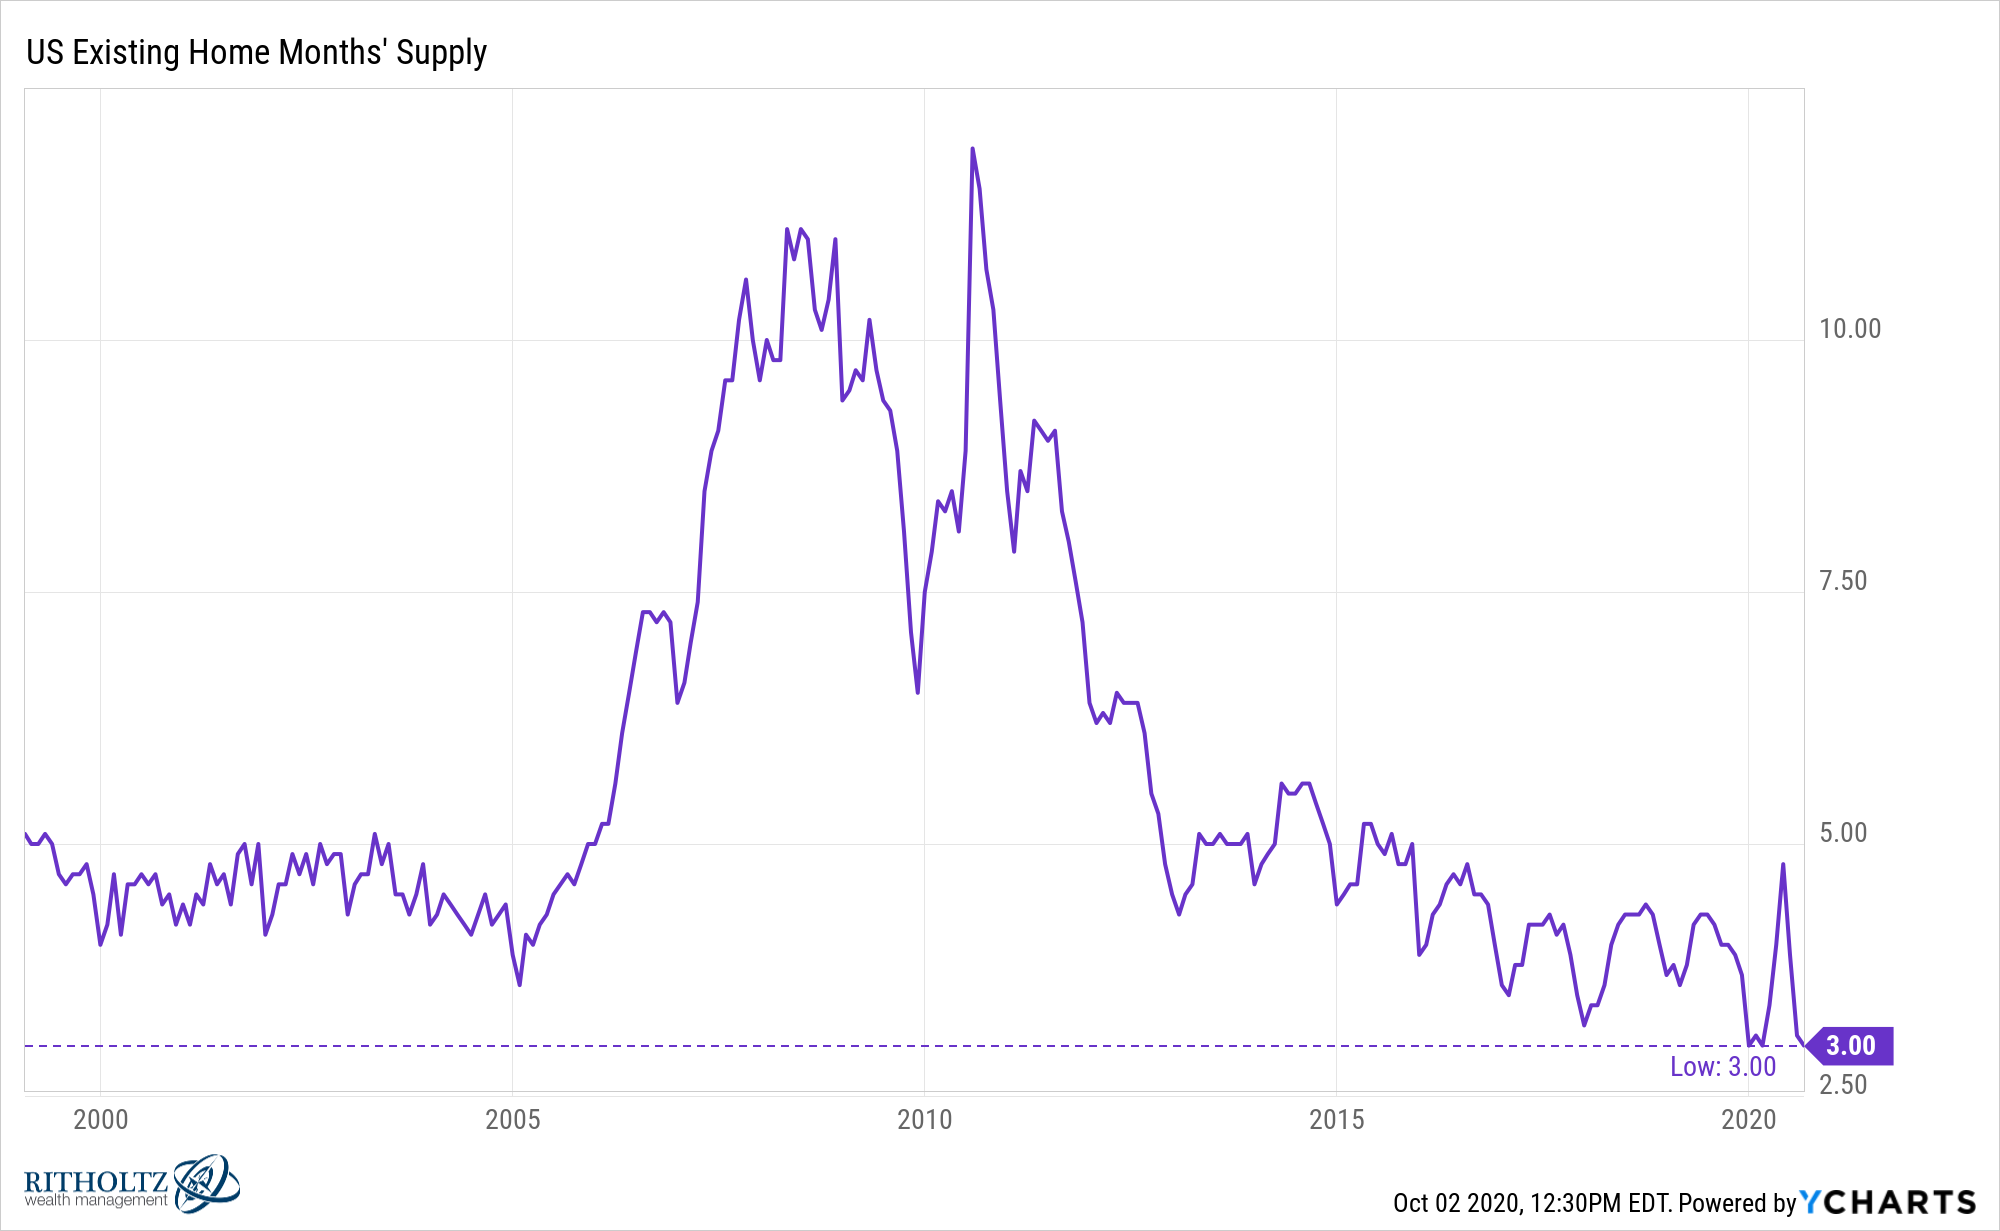 US Existing Home Months' Supply
10.00
7.50
5.00
3.00
Low: 3.00
2.50
2000 2005 2010 2015 2020
RITHOLTZ
wealth management
Oct 02 2020, 12:30PM EDT. Powered by YCHARTS